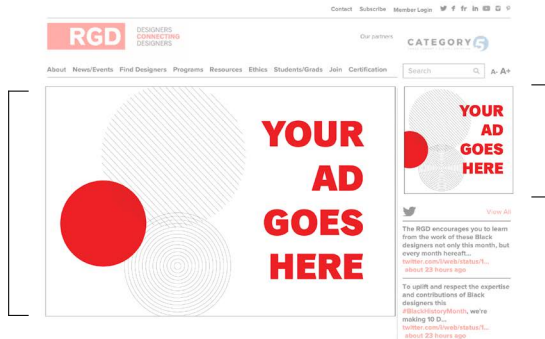 Contact Subscribe Member Login
RGD
DESIGNERS
CONNECTING
DESIGNERS
Our partners
CATEGORY 5
About News/Events Find Designers Programs Resources Ethics Students/Grads Join Certification
Search
A- A+
YOUR
AD
GOES
HERE
YOUR
AD
GOES
HERE
View All
The RGD encourages you to learn
from the work of these Black
designers not only this month, but
every month hereaft...
twitter.com/i/web/status/1...
about 23 hours ago
To uplift and respect the expertise
and contributions of Black
designers this
#BlackHistoryMonth, we're
making 10 D...
twitter.com/i/web/status/1...
about 23 hours ago